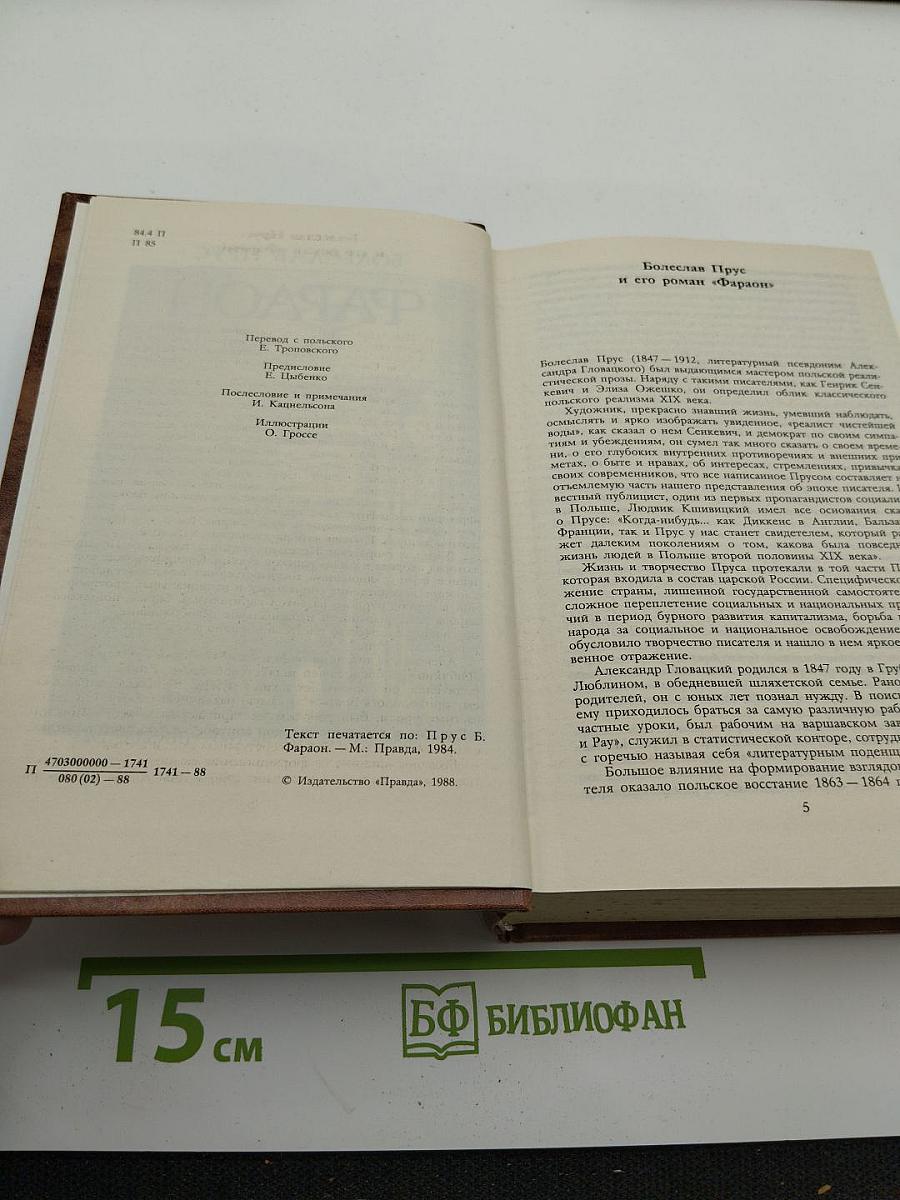 84.4 П
П 85
Перевод с польского
Е. Троповского
Предисловие
Е. Цыбенко
Послесловие и примечания
И. Кацнельсона
Иллюстрации
О. Гроссе
Текст печатается по: Прус Б.
Фараон. — М.: Правда, 1984.
П 4703000000 — 1741
080 (02) — 88 1741 — 88
© Издательство «Правда», 1988.
Болеслав Прус
и его роман «Фараон»
Болеслав Прус (1847 — 1912, литературный псевдоним Алек-
сандра Гловацкого) был выдающимся мастером польской реали-
стической прозы. Наряду с такими писателями, как Генрик Сен-
кевич и Элиза Ожешко, он определил облик классического
польского реализма XIX века.
Художник, прекрасно знавший жизнь, умевший наблюдать,
осмыслять и ярко изображать увиденное, «реалист чистейшей
воды», как сказал о нем Сенкевич, и демократ по своим симпа-
тиям и убеждениям, он сумел так много сказать о своем време-
ни, о его глубоких внутренних противоречиях и внешних при
метах, о быте и нравах, об интересах, стремлениях, привычка
своих современников, что все написанное Прусом составляет н
отъемлемую часть нашего представления об эпохе писателя.
вестный публицист, один из первых пропагандистов социали
в Польше, Людвик Кшивицкий имел все основания ска
о Прусе: «Когда-нибудь... как Диккенс в Англии, Бальза
Франции, так и Прус у нас станет свидетелем, который ра
жет далеким поколениям о том, какова была повседн
жизнь людей в Польше второй половины XIX века».
Жизнь и творчество Пруса протекали в той части П
которая входила в состав царской России. Специфическо
жение страны, лишенной государственной самостояте
сложное переплетение социальных и национальных пр
чий в период бурного развития капитализма, борьба
народа за социальное и национальное освобождение
обусловило творчество писателя и нашло в нем яркое
венное отражение.
Александр Гловацкий родился в 1847 году в Гру
Люблином, в обедневшей шляхетской семье. Рано
родителей, он с юных лет познал нужду. В поис
ему приходилось браться за самую различную раб
частные уроки, был рабочим на варшавском зав
и Рау», служил в статистической конторе, сотруд
с горечью называя себя «литературным поденщ
Большое влияние на формирование взглядов
теля оказало польское восстание 1863 — 1864 г
5
15 см
БФ БИБЛИОФАН